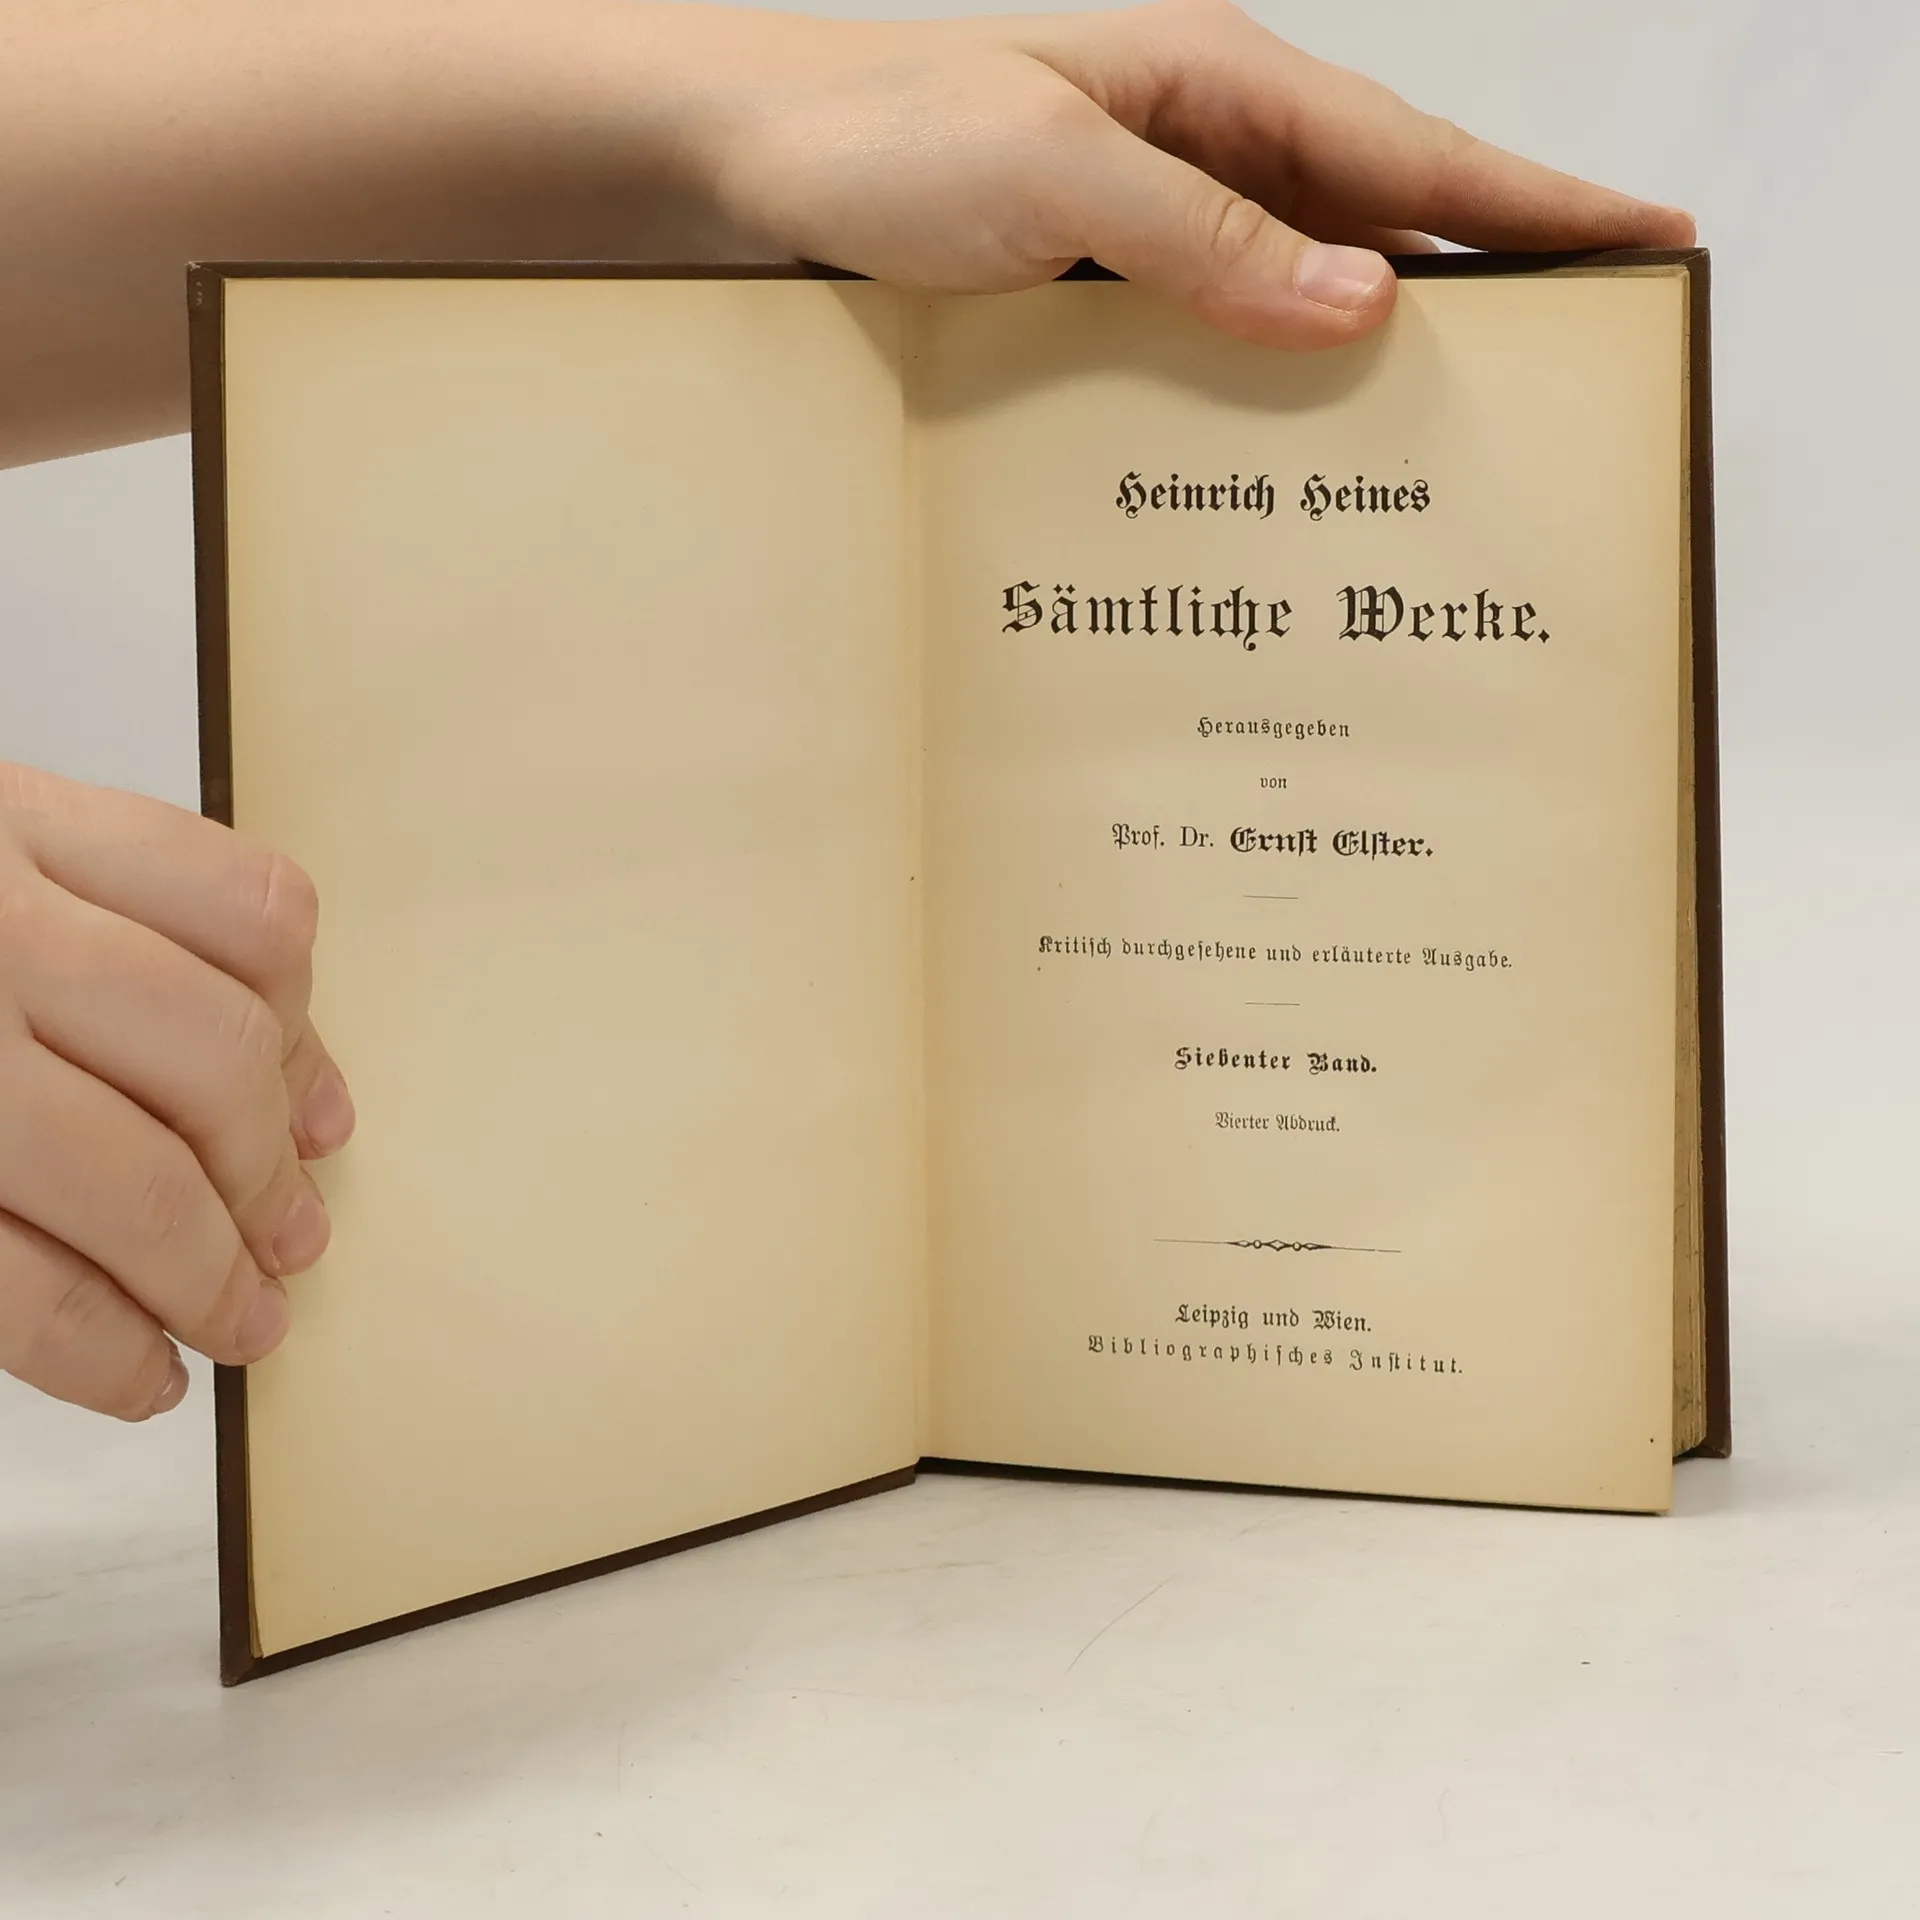 Heinrich Heines
Sämtliche Werke.
Herausgegeben
von
Prof. Dr. Ernſt Elſter.
Kritiſch durchgeſehene und erläuterte Ausgabe.
Siebenter Band.
Vierter Abdruck.
Leipzig und Wien.
Bibliographiſches Inſtitut.